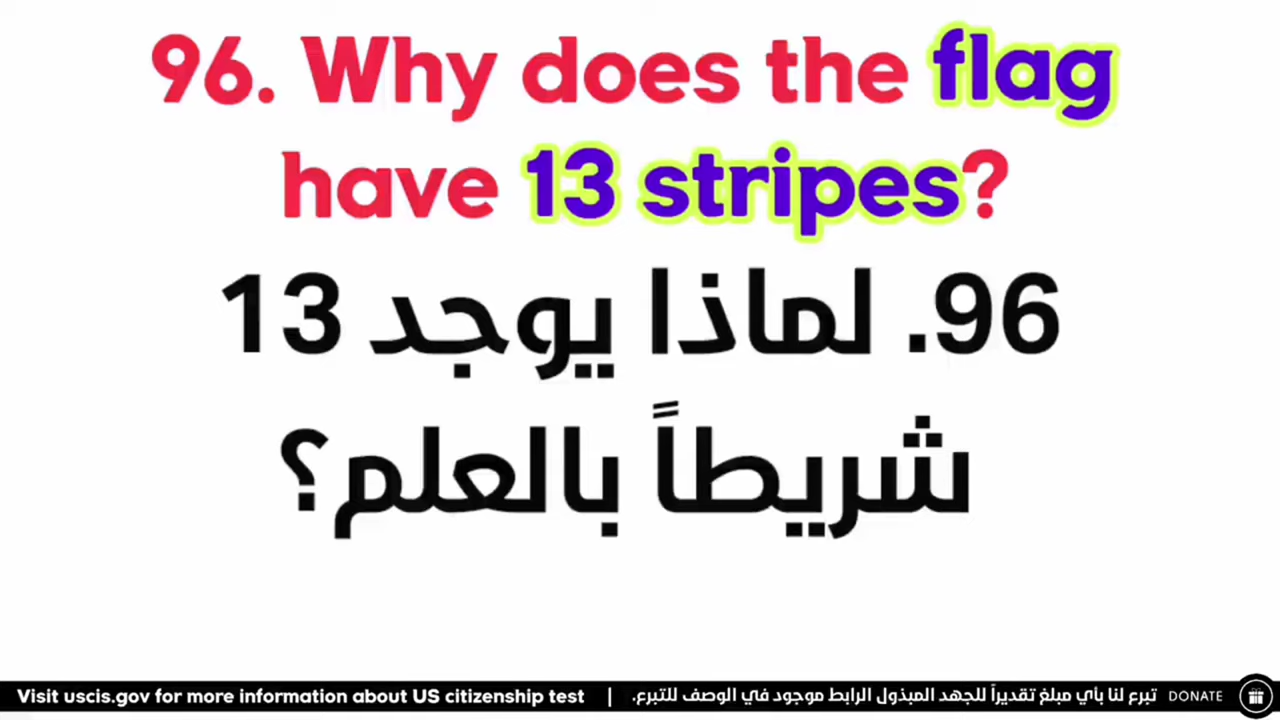 96. Why does the flag
have 13 stripes?
96. لماذا يوجد 13
شريطاً بالعلم؟
Visit uscis.gov for more information about US citizenship test | تبرع لنا بأي مبلغ تقديراً للجهد المبذول الرابط موجود في الوصف للتبرع. DONATE